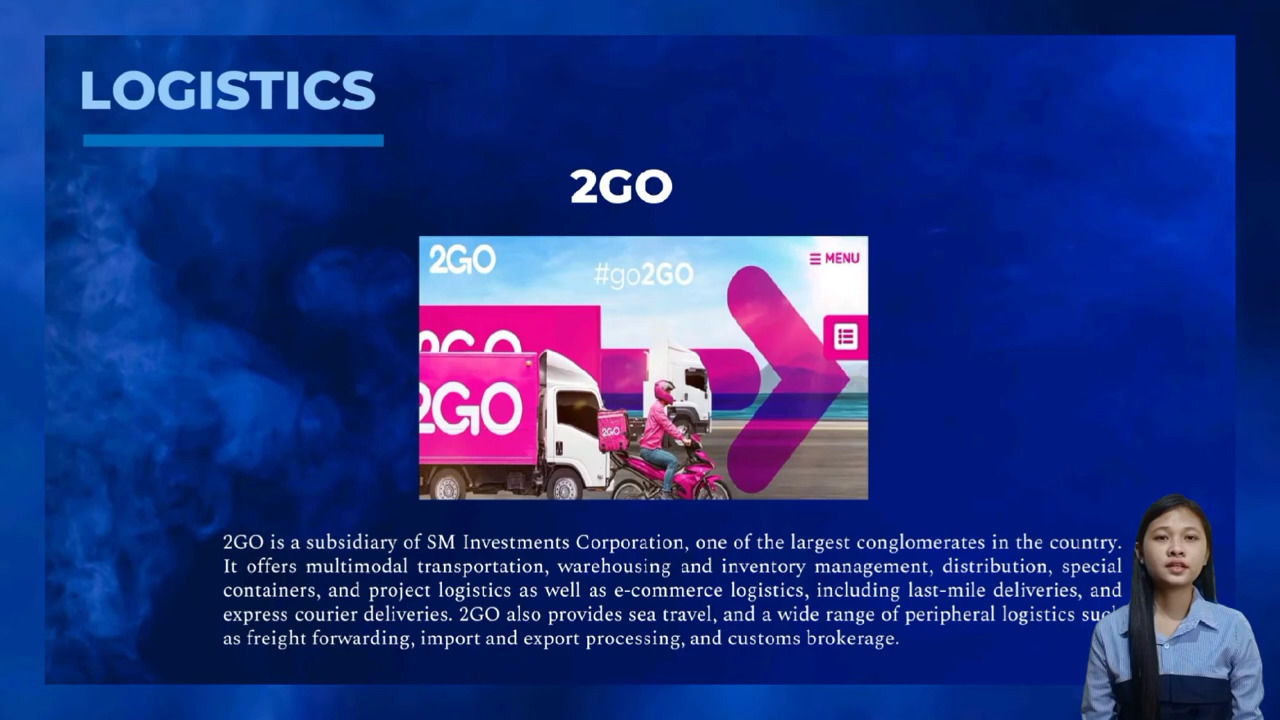 LOGISTICS
2GO
2GO
#go2GO
MENU
2GO
2GO
2GO
2GO is a subsidiary of SM Investments Corporation, one of the largest conglomerates in the country.
It offers multimodal transportation, warehousing and inventory management, distribution, special
containers, and project logistics as well as e-commerce logistics, including last-mile deliveries, and
express courier deliveries. 2GO also provides sea travel, and a wide range of peripheral logistics such
as freight forwarding, import and export processing, and customs brokerage.